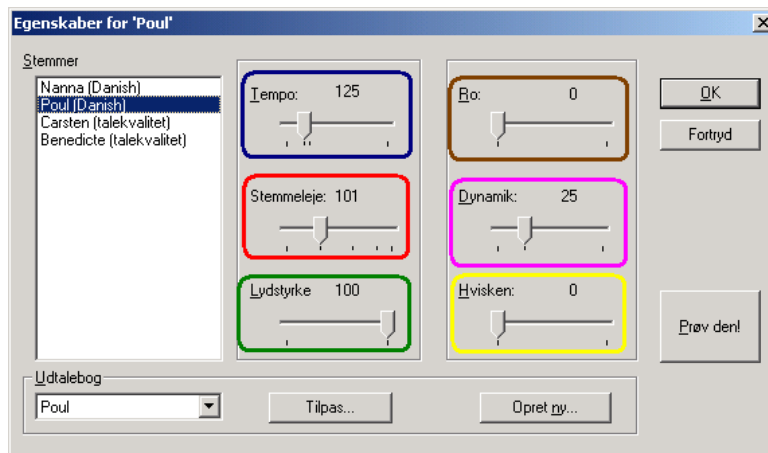 Egenskaber for 'Poul'
Stemmer
Nanna (Danish)
Poul (Danish)
Carsten (talekvalitet)
Benedicte (talekvalitet)
Tempo: 125
Stemmeleje: 101
Lydstyrke 100
Ro: 0
Dynamik: 25
Hvisken: 0
OK
Fortryd
Prøv den!
Udtalebog
Poul
Tilpas...
Opret ny...